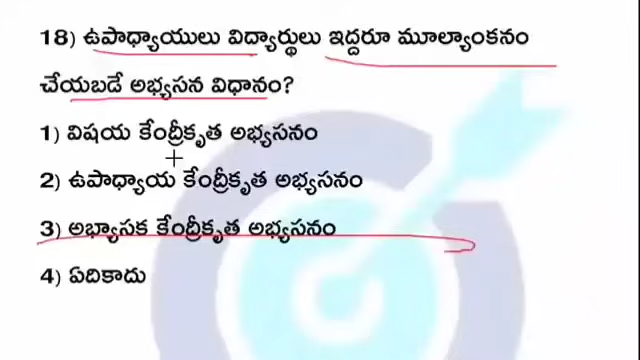 18) ఉపాధ్యాయులు విద్యార్థులు ఇద్దరూ మూల్యాంకనం
చేయబడే అభ్యసన విధానం?
1) విషయ కేంద్రీకృత అభ్యసనం
2) ఉపాధ్యాయ కేంద్రీకృత అభ్యసనం
3) అభ్యాసక కేంద్రీకృత అభ్యసనం
4) ఏదికాదు